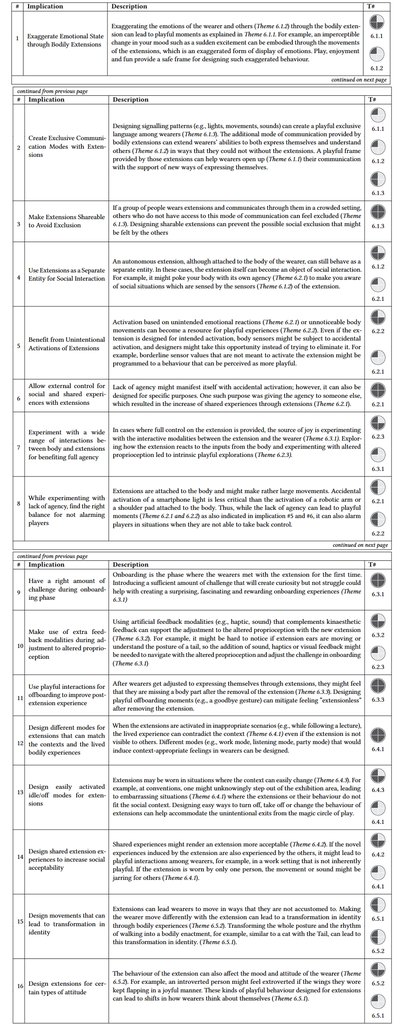 # Implication Description T#
1 Exaggerate Emotional State through Bodily Extensions
Exaggerating the emotions of the wearer and others (Theme 6.1.2) through the bodily exten-
sion can lead to playful moments as explained in Theme 6.1.1. For example, an imperceptible
change in your mood such as a sudden excitement can be embodied through the movements
of the extensions, which is an exaggerated form of display of emotions. Play, enjoyment
and fun provide a safe frame for designing such exaggerated behaviour.
6.1.1
6.1.2
continued on next page
continued from previous page
# Implication Description T#
2 Create Exclusive Communi-
cation Modes with Exten-
sions
Designing signalling patterns (e.g., lights, movements, sounds) can create a playful exclusive
language among wearers (Theme 6.1.3). The additional mode of communication provided by
bodily extensions can extend wearers' abilities to both express themselves and understand
others (Theme 6.1.2) in ways that they could not without the extensions. A playful frame
provided by those extensions can help wearers open up (Theme 6.1.1) their communication
with the support of new ways of expressing themselves.
6.1.1
6.1.2
6.1.3
3 Make Extensions Shareable
to Avoid Exclusion
If a group of people wears extensions and communicates through them in a crowded setting,
others who do not have access to this mode of communication can feel excluded (Theme
6.1.3). Designing sharable extensions can prevent the possible social exclusion that might
be felt by the others
6.1.3
4 Use Extensions as a Separate
Entity for Social Interaction
An autonomous extension, although attached to the body of the wearer, can still behave as a
separate entity. In these cases, the extension itself can become an object of social interaction.
For example, it might poke your body with its own agency (Theme 6.2.1) to make you aware
of social situations which are sensed by the sensors (Theme 6.1.2) of the extension.
6.1.2
6.2.1
5 Benefit from Unintentional
Activations of Extensions
Activation based on unintended emotional reactions (Theme 6.2.1) or unnoticeable body
movements can become a resource for playful experiences (Theme 6.2.2). Even if the ex-
tension is designed for intended activation, body sensors might be subjected to accidental
activation, and designers might take this opportunity instead of trying to eliminate it. For
example, borderline sensor values that are not meant to activate the extension might be
programmed to a behaviour that can be perceived as more playful.
6.2.2
6.2.1
6 Allow external control for
social and shared experi-
ences with extensions
Lack of agency might manifest itself with accidental activation; however, it can also be
designed for specific purposes. One such purpose was giving the agency to someone else,
which resulted in the increase of shared experiences through extensions (Theme 6.2.1).
6.2.1
7 Experiment with a wide
range of interactions be-
tween body and extensions
for benefiting full agency
In cases where full control on the extension is provided, the source of joy is experimenting
with the interactive modalities between the extension and the wearer (Theme 6.3.1). Explor-
ing how the extension reacts to the inputs from the body and experimenting with altered
proprioception led to intrinsic playful explorations (Theme 6.2.3).
6.2.3
6.3.1
8 While experimenting with
lack of agency, find the right
balance for not alarming
players
Extensions are attached to the body and might make rather large movements. Accidental
activation of a smartphone light is less critical than the activation of a robotic arm or
a shoulder pad attached to the body. Thus, while the lack of agency can lead to playful
moments (Theme 6.2.1 and 6.2.2) as also indicated in implication #5 and #6, it can also alarm
players in situations when they are not able to take back control.
6.2.1
6.2.2
continued on next page
continued from previous page
# Implication Description T#
9 Have a right amount of
challenge during onboard-
ing phase
Onboarding is the phase where the wearers met with the extension for the first time.
Introducing a sufficient amount of challenge that will create curiosity but not struggle could
help with creating a surprising, fascinating and rewarding onboarding experiences (Theme
6.3.1)
6.3.1
10 Make use of extra feed-
back modalities during ad-
justment to altered proprio-
ception
Using artificial feedback modalities (e.g., haptic, sound) that complements kinaesthetic
feedback can support the adjustment to the altered proprioception with the new extension
(Theme 6.3.2). For example, it might be hard to notice if extension ears are moving or
understand the posture of a tail, so the addition of sound, haptics or visual feedback might
be needed to navigate with the altered proprioception and adjust the challenge in onboarding
(Theme 6.3.1)
6.3.2
6.2.3
11 Use playful interactions for
offboarding to improve post-
extension experience
After wearers get adjusted to expressing themselves through extensions, they might feel
that they are missing a body part after the removal of the extension (Theme 6.3.3). Designing
playful offboarding moments (e.g., a goodbye gesture) can mitigate feeling "extensionless"
after removing the extension.
6.3.3
12 Design different modes for
extensions that can match
the contexts and the lived
bodily experiences
When the extensions are activated in inappropriate scenarios (e.g., while following a lecture),
the lived experience can contradict the context (Theme 6.4.1) even if the extension is not
visible to others. Different modes (e.g., work mode, listening mode, party mode) that would
induce context-appropriate feelings in wearers can be designed.
6.4.1
13 Design easily activated
idle/off modes for exten-
sions
Extensions may be worn in situations where the context can easily change (Theme 6.4.3). For
example, at conventions, one might unknowingly step out of the exhibition area, leading
to embarrassing situations (Theme 6.4.1) where the extensions or their behaviour do not
fit the social context. Designing easy ways to turn off, take off or change the behaviour of
extensions can help accommodate the unintentional exits from the magic circle of play.
6.4.3
6.4.1
14 Design shared extension ex-
periences to increase social
acceptability
Shared experiences might render an extension more acceptable (Theme 6.4.2). If the novel
experiences induced by the extension are also experienced by the others, it might lead to
playful interactions among wearers, for example, in a work setting that is not inherently
playful. If the extension is worn by only one person, the movement or sound might be
jarring for others (Theme 6.4.1).
6.4.2
6.4.1
15 Design movements that can
lead to transformation in
identity
Extensions can lead wearers to move in ways that they are not accustomed to. Making
the wearer move differently with the extension can lead to a transformation in identity
through bodily experiences (Theme 6.5.2). Transforming the whole posture and the rhythm
of walking into a bodily enactment, for example, similar to a cat with the Tail, can lead to
this transformation in identity. (Theme 6.5.1).
6.5.1
6.5.2
16 Design extensions for cer-
tain types of attitude
The behaviour of the extension can also affect the mood and attitude of the wearer (Theme
6.5.2). For example, an introverted person might feel extroverted if the wings they wore
kept flapping in a joyful manner. These kinds of playful behaviour designed for extensions
can lead to shifts in how wearers think about themselves (Theme 6.5.1).
6.5.2
6.5.1